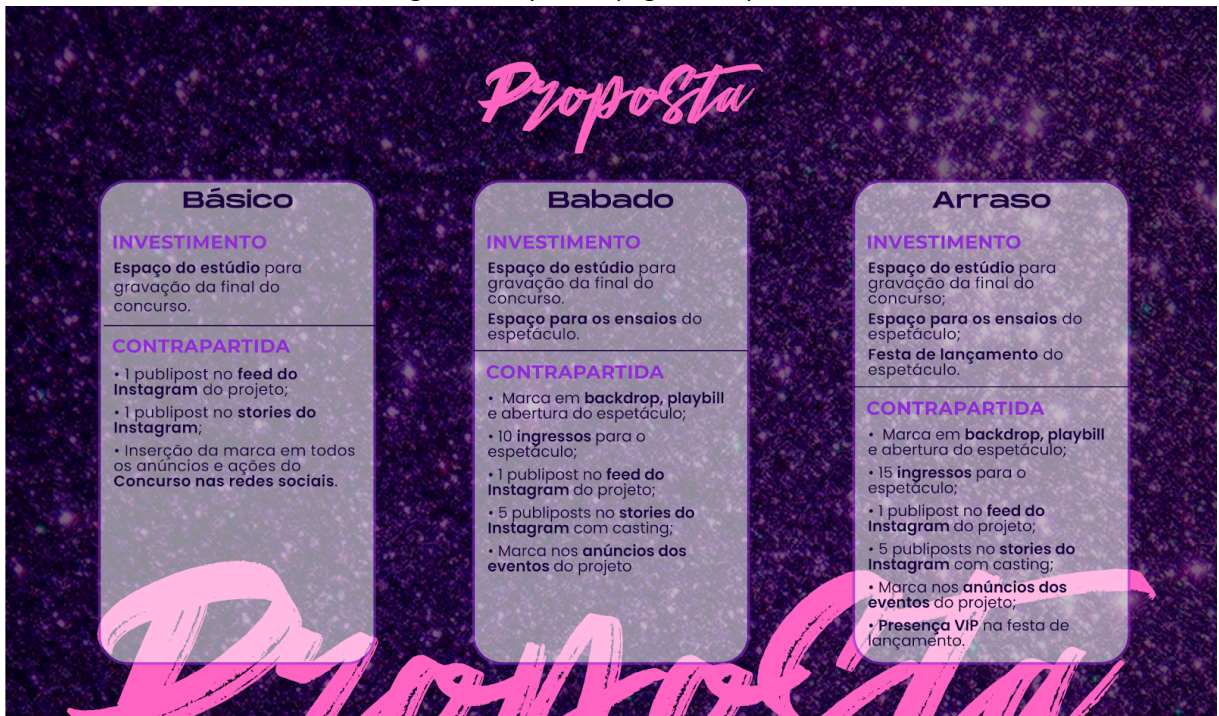 Proposta
Básico
INVESTIMENTO
Espaço do estúdio para
gravação da final do
concurso.
CONTRAPARTIDA
• 1 publipost no feed do
Instagram do projeto;
• 1 publipost no stories do
Instagram;
• Inserção da marca em todos
os anúncios e ações do
Concurso nas redes sociais.
Babado
INVESTIMENTO
Espaço do estúdio para
gravação da final do
concurso.
Espaço para os ensaios do
espetáculo.
CONTRAPARTIDA
• Marca em backdrop, playbill
e abertura do espetáculo;
• 10 ingressos para o
espetáculo;
• 1 publipost no feed do
Instagram do projeto;
• 5 publiposts no stories do
Instagram com casting;
• Marca nos anúncios dos
eventos do projeto
Arraso
INVESTIMENTO
Espaço do estúdio para
gravação da final do
concurso;
Espaço para os ensaios do
espetáculo;
Festa de lançamento do
espetáculo.
CONTRAPARTIDA
• Marca em backdrop, playbill
e abertura do espetáculo;
• 15 ingressos para o
espetáculo;
• 1 publipost no feed do
Instagram do projeto;
• 5 publiposts no stories do
Instagram com casting;
• Marca nos anúncios dos
eventos do projeto;
• Presença VIP na festa de
lançamento.
Proposta